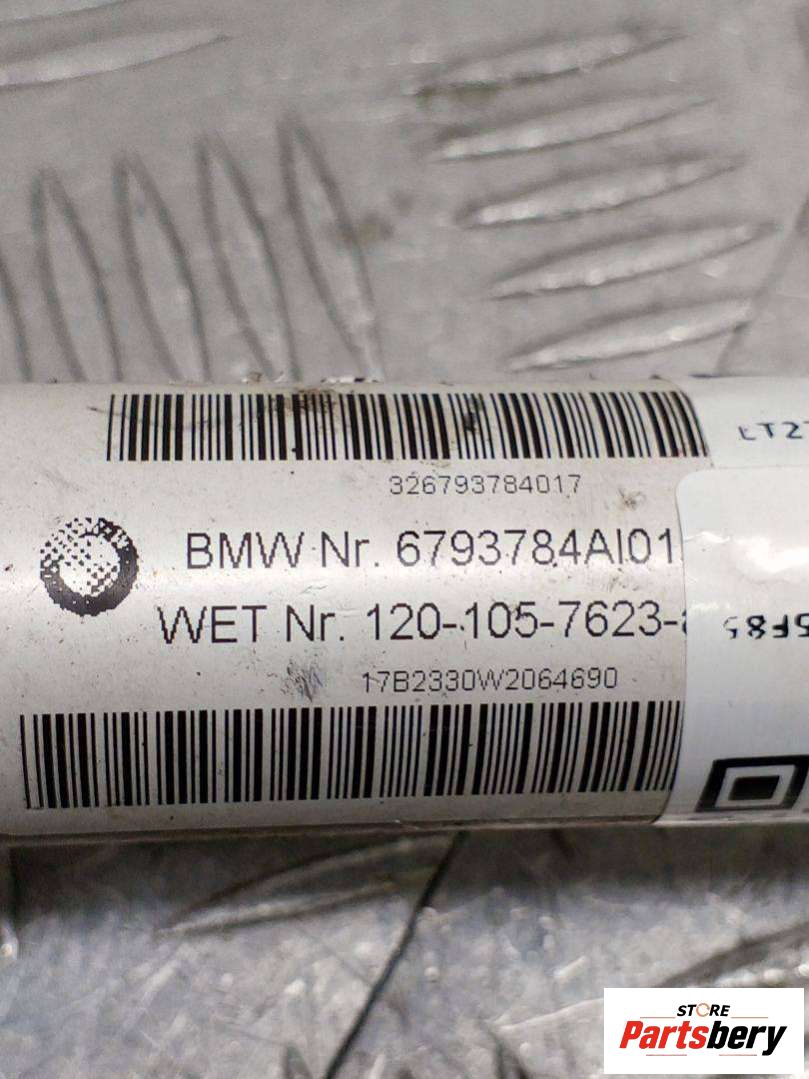 326793784017
BMW Nr. 6793784AI01
WET Nr. 120-105-7623-
17B2330W2064690
STORE
Partsbery